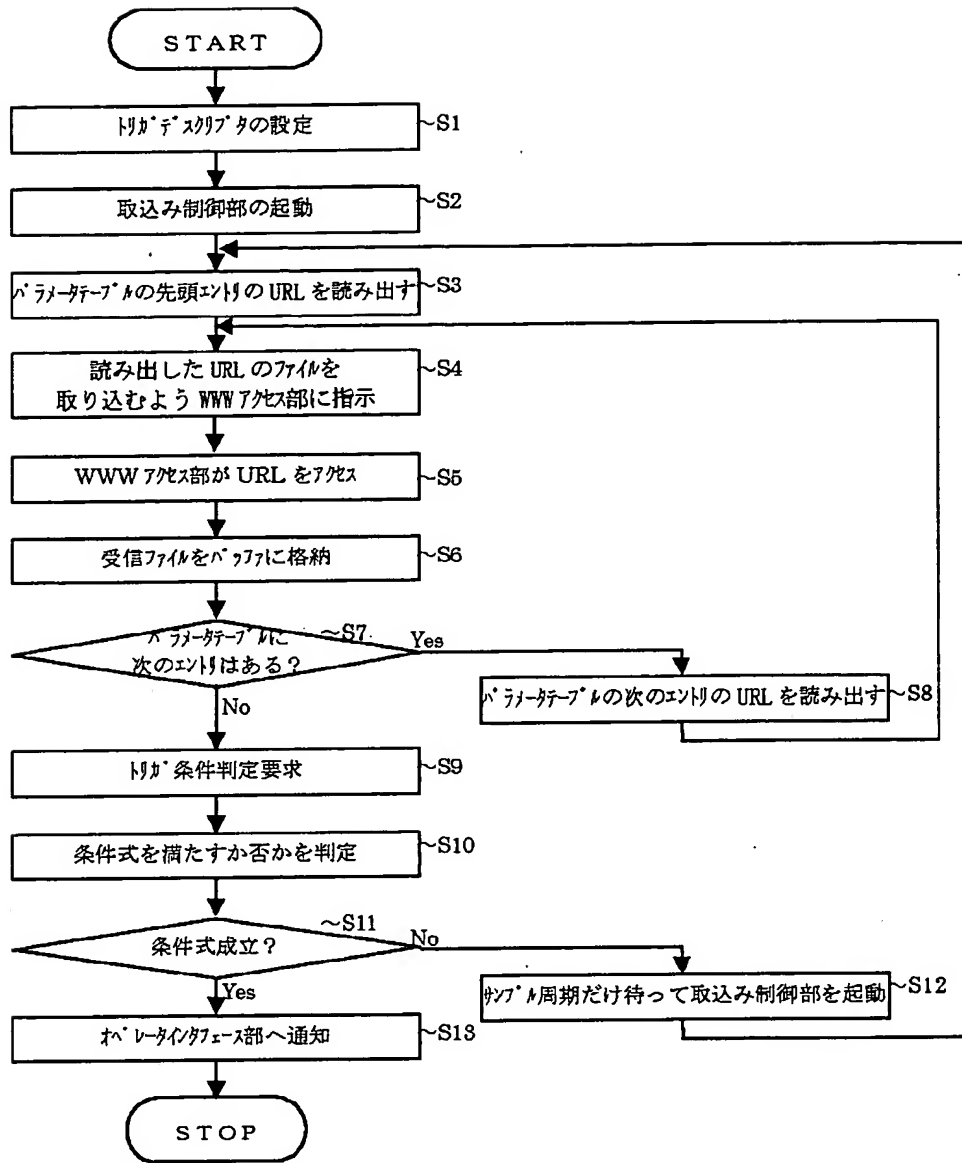 START
トリガデスクリプタの設定
~S1
取込み制御部の起動
~S2
パラメータテーブルの先頭エントリの URL を読み出す
~S3
読み出した URL のファイルを
取り込むよう WWW アクセス部に指示
~S4
WWW アクセス部が URL をアクセス
~S5
受信ファイルをバッファに格納
~S6
パラメータテーブルに
次のエントリはある?
~S7
Yes
No
パラメータテーブルの次のエントリの URL を読み出す
~S8
トリガ条件判定要求
~S9
条件式を満たすか否かを判定
~S10
条件式成立?
~S11
No
Yes
サンプル周期だけ待って取込み制御部を起動
~S12
オペレータインタフェース部へ通知
~S13
STOP